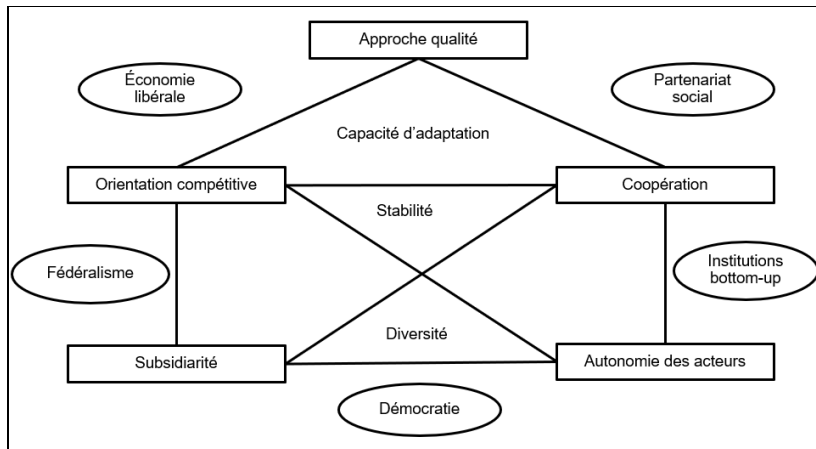 Approche qualité
Économie
libérale
Partenariat
social
Capacité d'adaptation
Orientation compétitive
Coopération
Stabilité
Fédéralisme
Institutions
bottom-up
Diversité
Subsidiarité
Autonomie des acteurs
Démocratie